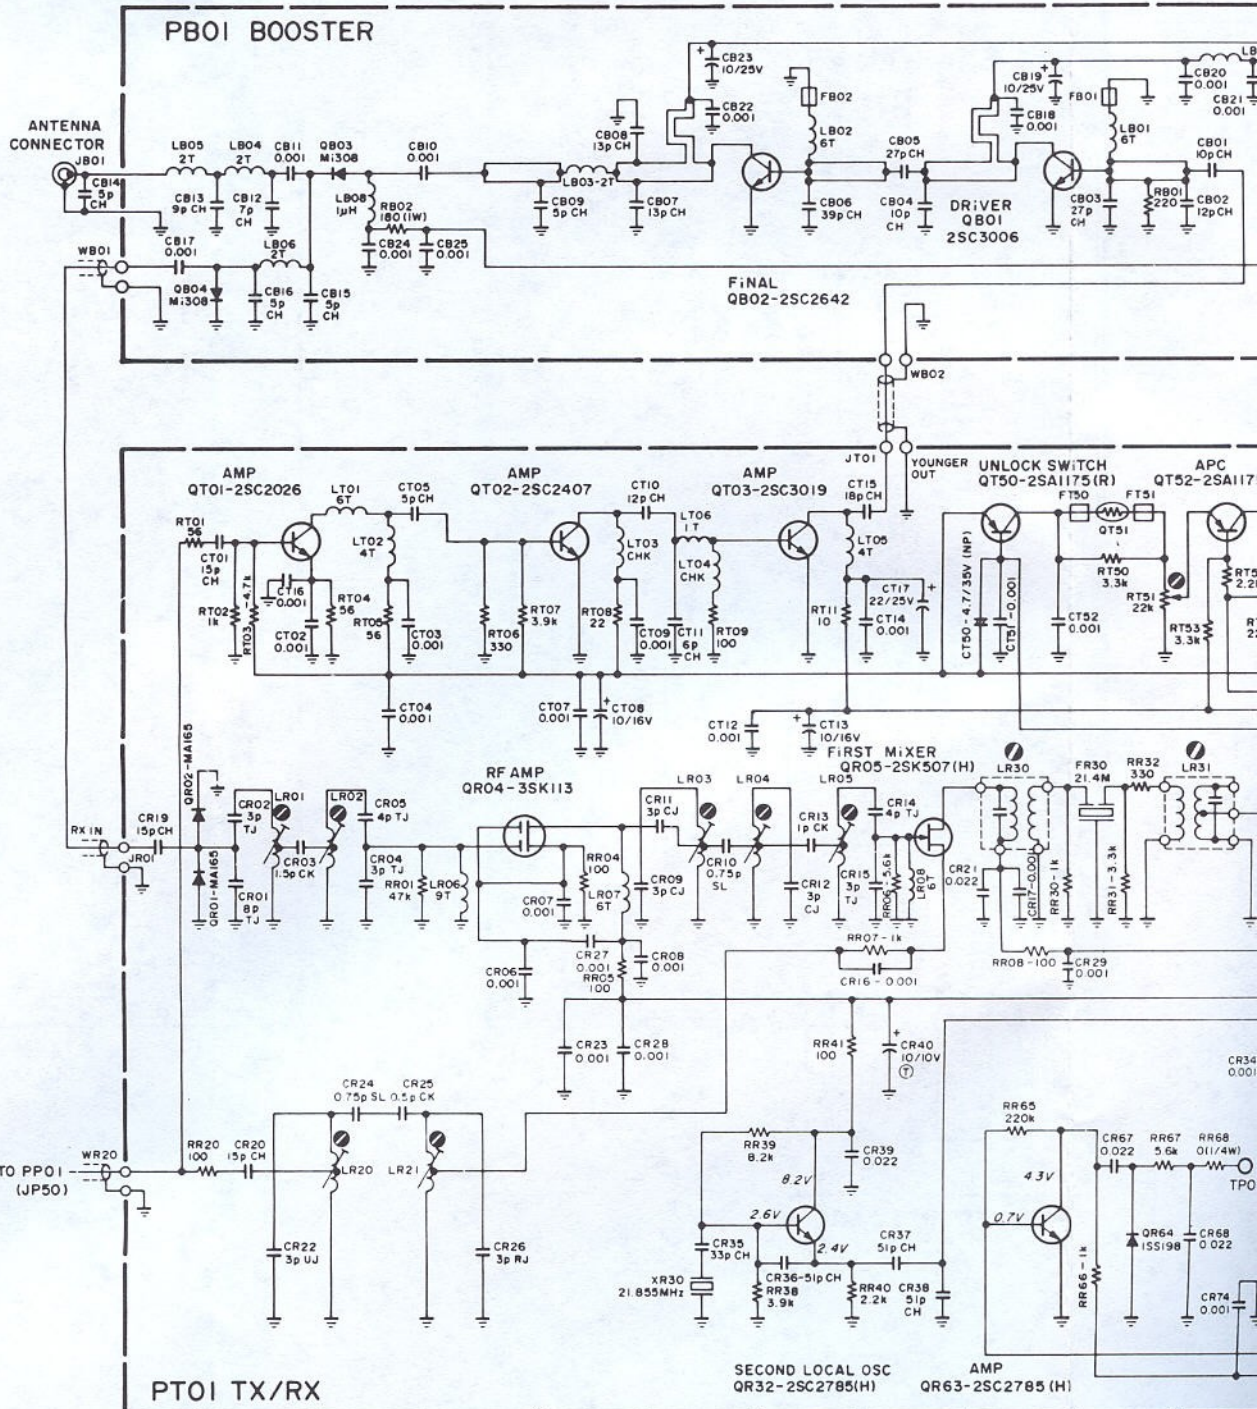 PB01 BOOSTER
ANTENNA
CONNECTOR
JB01
CB14
5p
CH
LB05
2T
LB04
2T
CB11
0.001
QB03
Mi308
CB10
0.001
CB13
9p CH
CB12
7p
CH
LB08
1µH
RB02
180 (1W)
CB24
0.001
CB25
0.001
WB01
CB17
0.001
LB06
2T
QB04
Mi308
CB16
5p
CH
CB15
5p
CH
CB08
13p CH
LB03-2T
CB09
5p CH
CB07
13p CH
CB23
10/25V
CB22
0.001
FB02
LB02
6T
CB05
27p CH
CB06
39p CH
CB04
10p
CH
DRiVER
QB01
2SC3006
FiNAL
QB02-2SC2642
CB19
10/25V
CB18
0.001
FB01
LB01
6T
CB20
0.001
LB
CB21
0.001
CB01
10p CH
CB03
27p
CH
RB01
220
CB02
12p CH
WB02
JT01
YOUNGER
OUT
AMP
QT01-2SC2026
AMP
QT02-2SC2407
AMP
QT03-2SC3019
UNLOCK SWiTCH
QT50-2SA1175(R)
APC
QT52-2SA117
RT01
56
CT01
15p
CH
RT02
1k
RT03-4.7k
LT01
6T
CT05
5p CH
LT02
4T
CT16
0.001
CT02
0.001
RT04
56
RT05
56
CT03
0.001
CT04
0.001
RT06
330
RT07
3.9k
RT08
22
CT10
12p CH
LT03
CHK
LT06
1T
LT04
CHK
CT09
0.001
CT11
6p
CH
RT09
100
CT07
0.001
CT08
10/16V
CT15
18p CH
LT05
4T
CT17
22/25V
RT11
10
CT14
0.001
CT12
0.001
CT13
10/16V
CT50-4.7/35V (NP)
CT51-0.001
FT50
FT51
QT51
RT50
3.3k
RT51
22k
CT52
0.001
RT53
3.3k
RT5
2.2
RT
22
QR02-MA165
QR01-MA165
RX IN
CR19
15p CH
JR01
CR02
3p
TJ
LR01
CR03
1.5p CK
CR01
8p
TJ
LR02
CR05
4p TJ
CR04
3p TJ
RR01
47k
LR06
9T
RF AMP
QR04-3SK113
CR07
0.001
RR04
100
LR07
6T
CR06
0.001
CR27
0.001
RR05
100
CR08
0.001
CR11
3p CJ
CR09
3p CJ
LR03
LR04
LR05
CR10
0.75p
SL
CR13
1p CK
CR12
3p
CJ
CR15
3p
TJ
CR14
4p TJ
RR06-5.6k
LR08
6T
FiRST MiXER
QR05-2SK507(H)
LR30
CR21
0.022
CR17-0.001
RR30-1k
FR30
21.4M
RR32
330
RR31-3.3k
LR31
RR07-1k
CR16-0.001
RR08-100
CR29
0.001
CR23
0.001
CR28
0.001
RR41
100
CR40
10/10V
T
CR34
0.001
CR24
0.75p SL
CR25
0.5p CK
WR20
TO PP01
(JP50)
RR20
100
CR20
15p CH
LR20
LR21
CR22
3p UJ
CR26
3p RJ
RR39
8.2k
CR39
0.022
8.2V
2.6V
2.4V
CR35
33p CH
XR30
21.855MHz
CR36-51p CH
RR38
3.9k
CR37
51p CH
RR40
2.2k
CR38
51p
CH
RR65
220k
4.3V
0.7V
CR67
0.022
RR67
5.6k
RR68
0(1/4W)
TP0
QR64
1SS198
CR68
0.022
RR66-1k
CR74
0.001
SECOND LOCAL OSC
QR32-2SC2785(H)
AMP
QR63-2SC2785 (H)
PT01 TX/RX